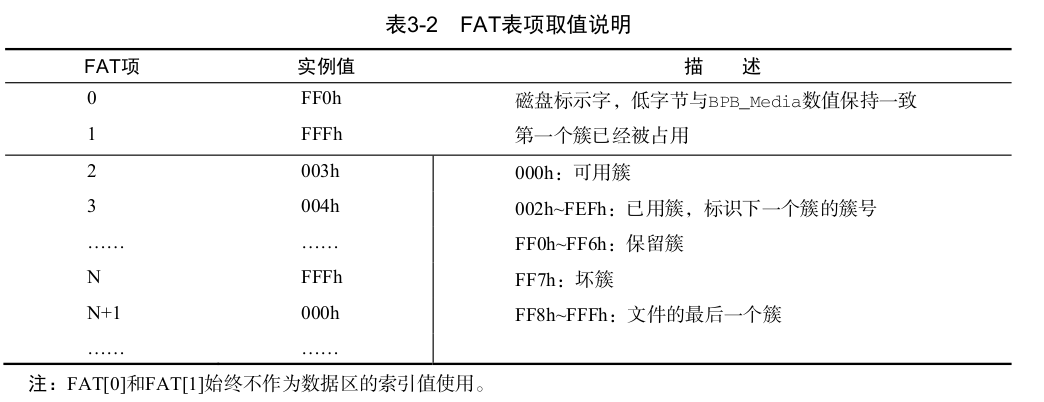 表3-2 FAT表项取值说明
FAT项 实例值 描 述
0 FF0h 磁盘标示字，低字节与BPB_Media数值保持一致
1 FFFh 第一个簇已经被占用
2 003h 000h：可用簇
3 004h 002h~FEFh：已用簇，标识下一个簇的簇号
…… …… FF0h~FF6h：保留簇
N FFFh FF7h：坏簇
N+1 000h FF8h~FFFh：文件的最后一个簇
…… ……
注：FAT[0]和FAT[1]始终不作为数据区的索引值使用。